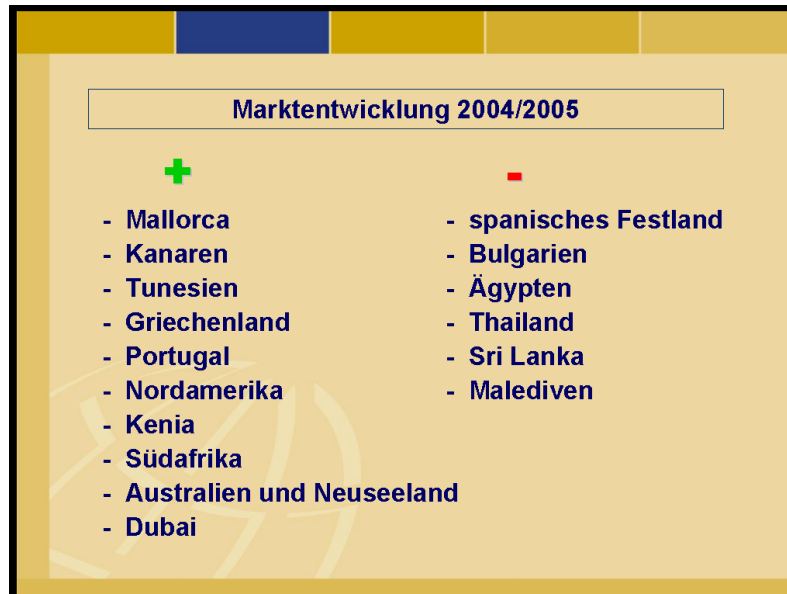 Marktentwicklung 2004/2005
+
- Mallorca
- Kanaren
- Tunesien
- Griechenland
- Portugal
- Nordamerika
- Kenia
- Südafrika
- Australien und Neuseeland
- Dubai
-
- spanisches Festland
- Bulgarien
- Ägypten
- Thailand
- Sri Lanka
- Malediven